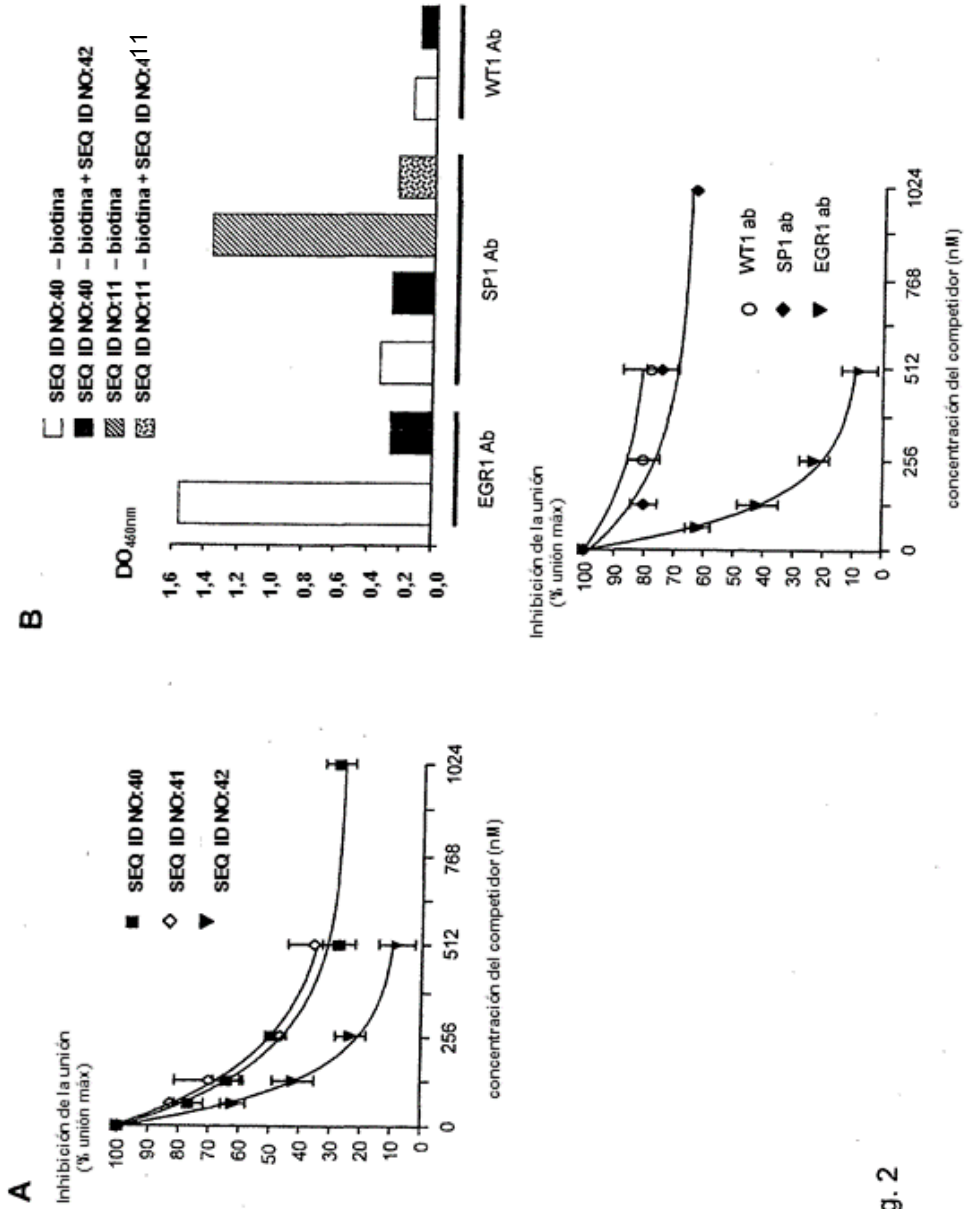 A
Inhibición de la unión
(% unión máx)
100
90
80
70
60
50
40
30
20
10
0
0
256
512
768
1024
concentración del competidor (nM)
SEQ ID NO:40
SEQ ID NO:41
SEQ ID NO:42
B
DO460nm
1,6
1,4
1,2
1,0
0,8
0,6
0,4
0,2
0,0
SEQ ID NO:40 – biotina
SEQ ID NO:40 – biotina + SEQ ID NO:42
SEQ ID NO:11 – biotina
SEQ ID NO:11 – biotina + SEQ ID NO:411
EGR1 Ab
SP1 Ab
WT1 Ab
Inhibición de la unión
(% unión máx)
100
90
80
70
60
50
40
30
20
10
0
0
256
512
768
1024
concentración del competidor (nM)
WT1 ab
SP1 ab
EGR1 ab
g. 2